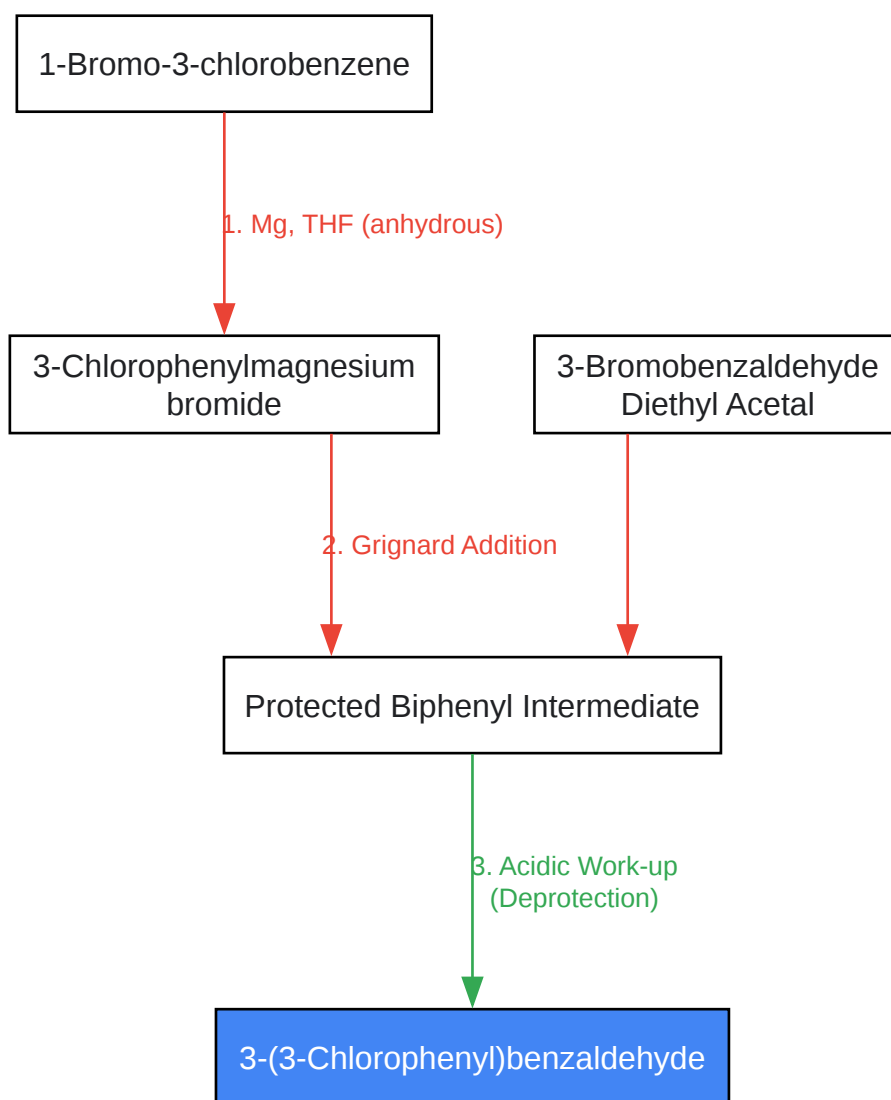 1-Bromo-3-chlorobenzene
1. Mg, THF (anhydrous)
3-Chlorophenylmagnesium
bromide
3-Bromobenzaldehyde
Diethyl Acetal
2. Grignard Addition
Protected Biphenyl Intermediate
3. Acidic Work-up
(Deprotection)
3-(3-Chlorophenyl)benzaldehyde